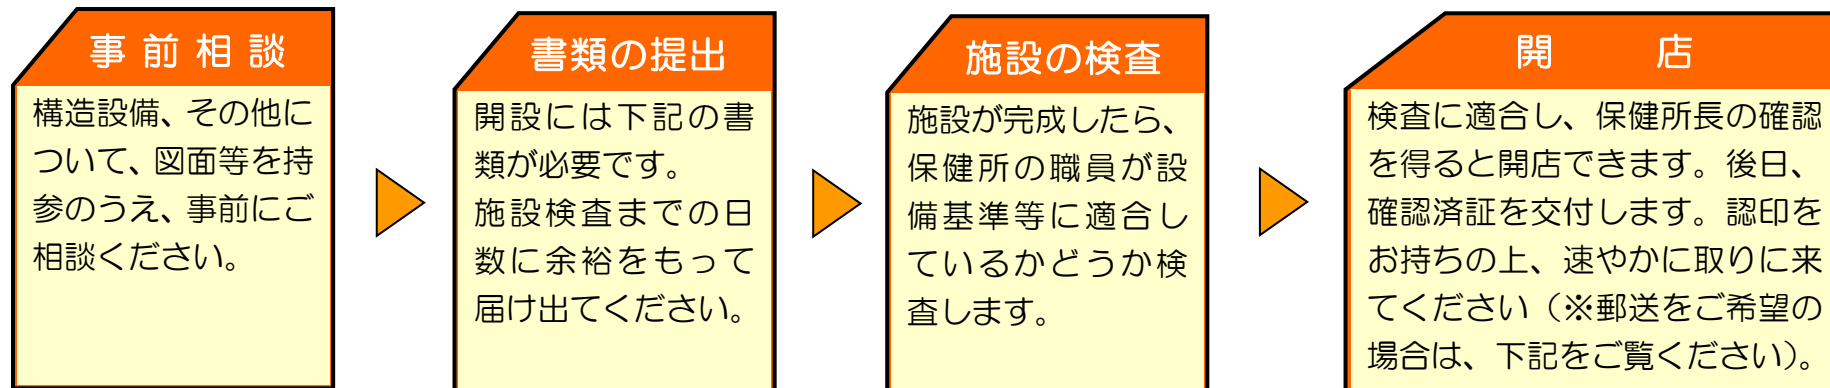 事前相談
構造設備、その他に
ついて、図面等を持
参のうえ、事前にご
相談ください。
書類の提出
開設には下記の書
類が必要です。
施設検査までの日
数に余裕をもって
届け出てください。
施設の検査
施設が完成したら、
保健所の職員が設
備基準等に適合し
ているかどうか検
査します。
開店
検査に適合し、保健所長の確認
を得ると開店できます。後日、
確認済証を交付します。認印を
お持ちの上、速やかに取りに来
てください（※郵送をご希望の
場合は、下記をご覧ください）。